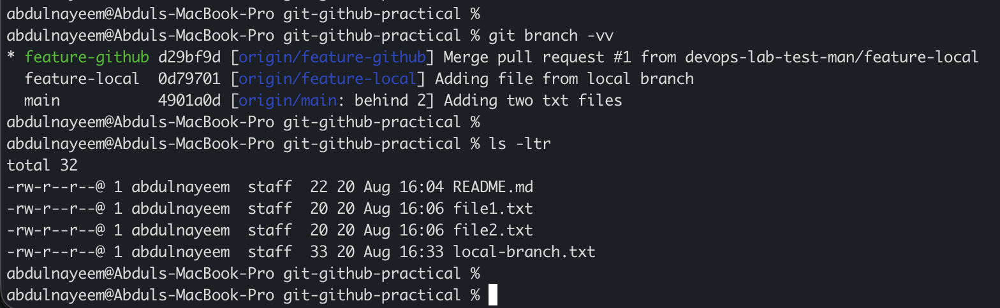 abdulnayeem@Abduls-MacBook-Pro git-github-practical %
abdulnayeem@Abduls-MacBook-Pro git-github-practical % git branch -vv
* feature-github d29bf9d [origin/feature-github] Merge pull request #1 from devops-lab-test-man/feature-local
  feature-local  0d79701 [origin/feature-local] Adding file from local branch
  main           4901a0d [origin/main: behind 2] Adding two txt files
abdulnayeem@Abduls-MacBook-Pro git-github-practical %
abdulnayeem@Abduls-MacBook-Pro git-github-practical % ls -ltr
total 32
-rw-r--r--@ 1 abdulnayeem  staff  22 20 Aug 16:04 README.md
-rw-r--r--@ 1 abdulnayeem  staff  20 20 Aug 16:06 file1.txt
-rw-r--r--@ 1 abdulnayeem  staff  20 20 Aug 16:06 file2.txt
-rw-r--r--@ 1 abdulnayeem  staff  33 20 Aug 16:33 local-branch.txt
abdulnayeem@Abduls-MacBook-Pro git-github-practical %
abdulnayeem@Abduls-MacBook-Pro git-github-practical %